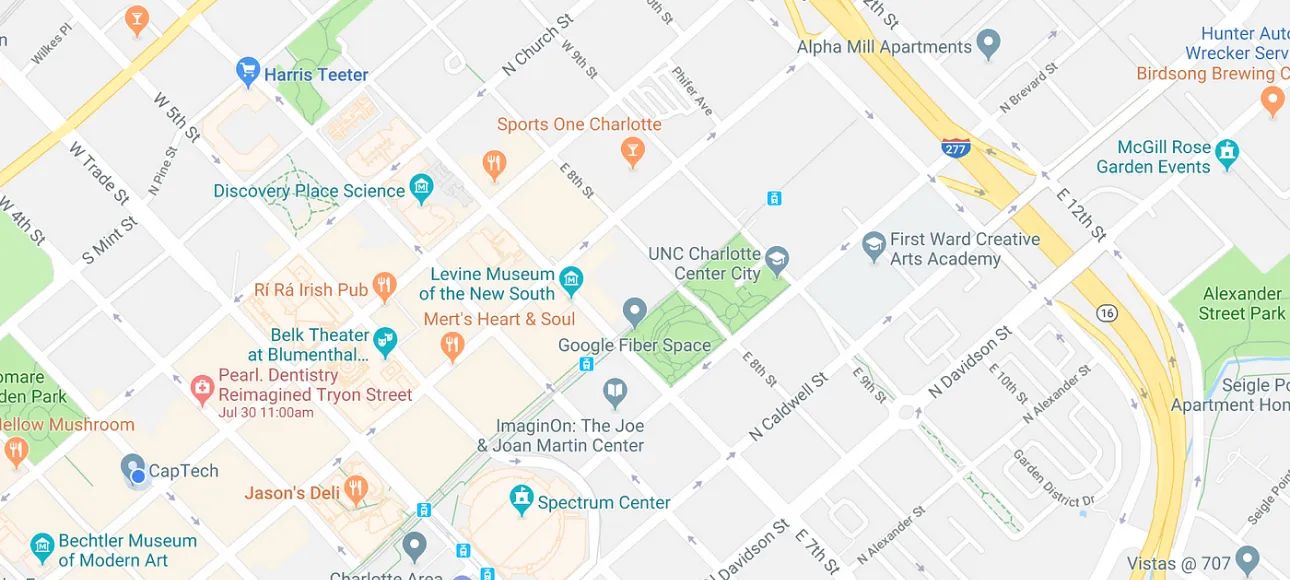 Wilkes Pl
Harris Teeter
N Church St
W 9th St
Phifer Ave
Alpha Mill Apartments
Hunter Auto
Wrecker Serv
Birdsong Brewing C
N Brevard St
W 5th St
Sports One Charlotte
277
McGill Rose
Garden Events
W Trade St
N Pine St
Discovery Place Science
E 8th St
W 4th St
S Mint St
E 12th St
UNC Charlotte
Center City
First Ward Creative
Arts Academy
Levine Museum
of the New South
Rí Rá Irish Pub
Mert's Heart & Soul
Alexander
Street Park
16
Belk Theater
at Blumenthal...
Google Fiber Space
Pearl. Dentistry
Reimagined Tryon Street
Jul 30 11:00am
E 8th St
E 9th St
N Davidson St
E 10th St
N Alexander St
N Caldwell St
Seigle Po
Apartment Hom
omare
den Park
ellow Mushroom
ImaginOn: The Joe
& Joan Martin Center
CapTech
Jason's Deli
Spectrum Center
Garden District Dr
Seigle Poin
Bechtler Museum
of Modern Art
Charlotte Area
Davidson St
E 7th St
N Alexander St
Vistas @ 707